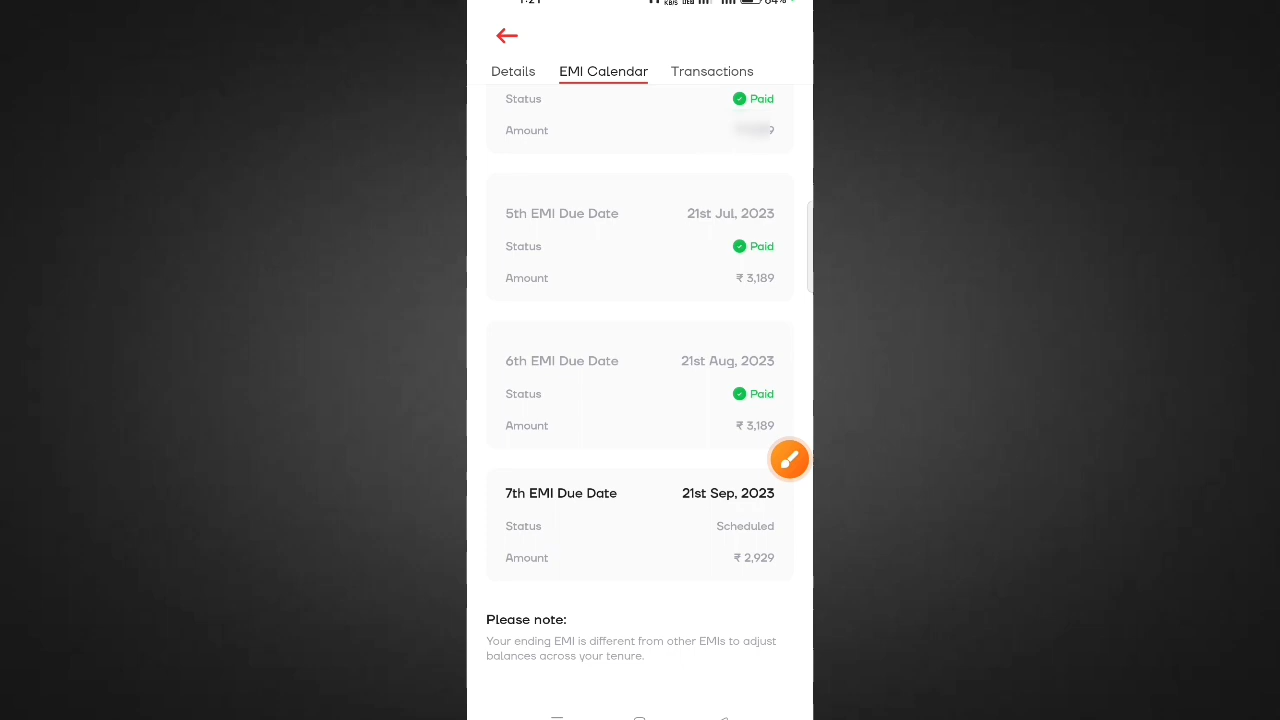 Details EMI Calendar Transactions
Status Paid
Amount
5th EMI Due Date 21st Jul, 2023
Status Paid
Amount ₹ 3,189
6th EMI Due Date 21st Aug, 2023
Status Paid
Amount ₹ 3,189
7th EMI Due Date 21st Sep, 2023
Status Scheduled
Amount ₹ 2,929
Please note:
Your ending EMI is different from other EMIs to adjust
balances across your tenure.